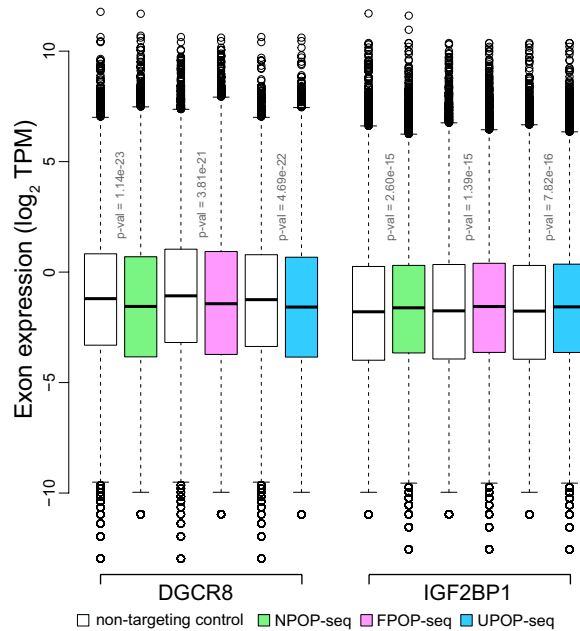 Exon expression (log2 TPM)
10
5
0
−5
−10
p-val = 1.14e-23
p-val = 3.81e-21
p-val = 4.69e-22
p-val = 2.60e-15
p-val = 1.39e-15
p-val = 7.82e-16
DGCR8
IGF2BP1
non-targeting control
NPOP-seq
FPOP-seq
UPOP-seq